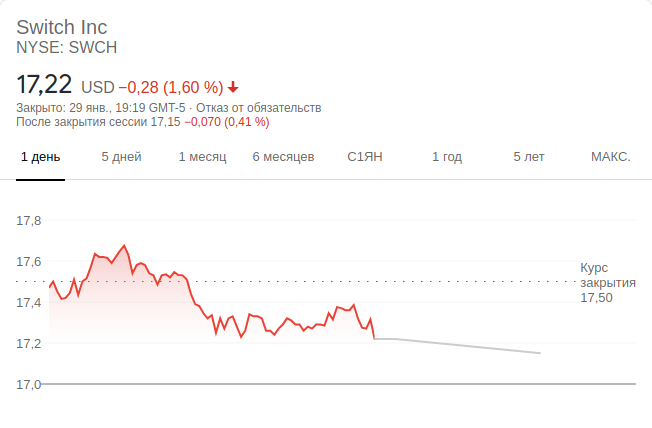 Switch Inc
NYSE: SWCH
17,22 USD −0,28 (1,60 %)
Закрыто: 29 янв., 19:19 GMT-5 · Отказ от обязательств
После закрытия сессии 17,15 −0,070 (0,41 %)
1 день 5 дней 1 месяц 6 месяцев С1ЯН 1 год 5 лет МАКС.
17,8
17,6
Курс
закрытия
17,50
17,4
17,2
17,0